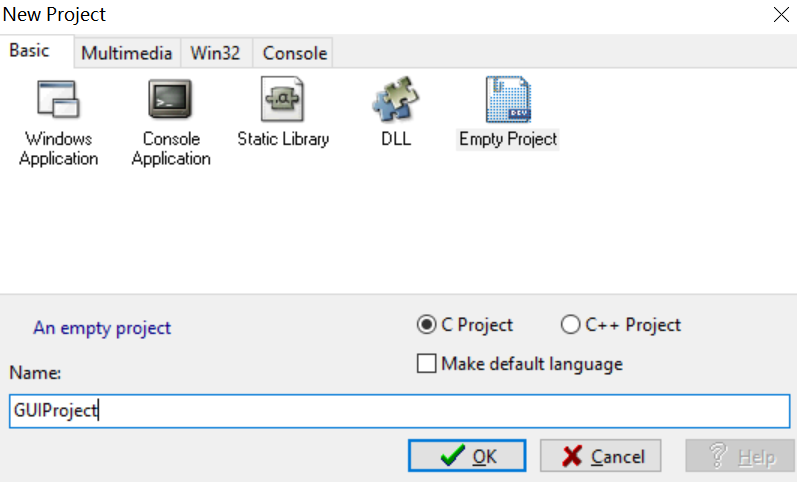 New Project
Basic Multimedia Win32 Console
Windows Application
Console Application
Static Library
DLL
Empty Project
An empty project
C Project
C++ Project
Make default language
Name:
GUIProject
OK
Cancel
Help